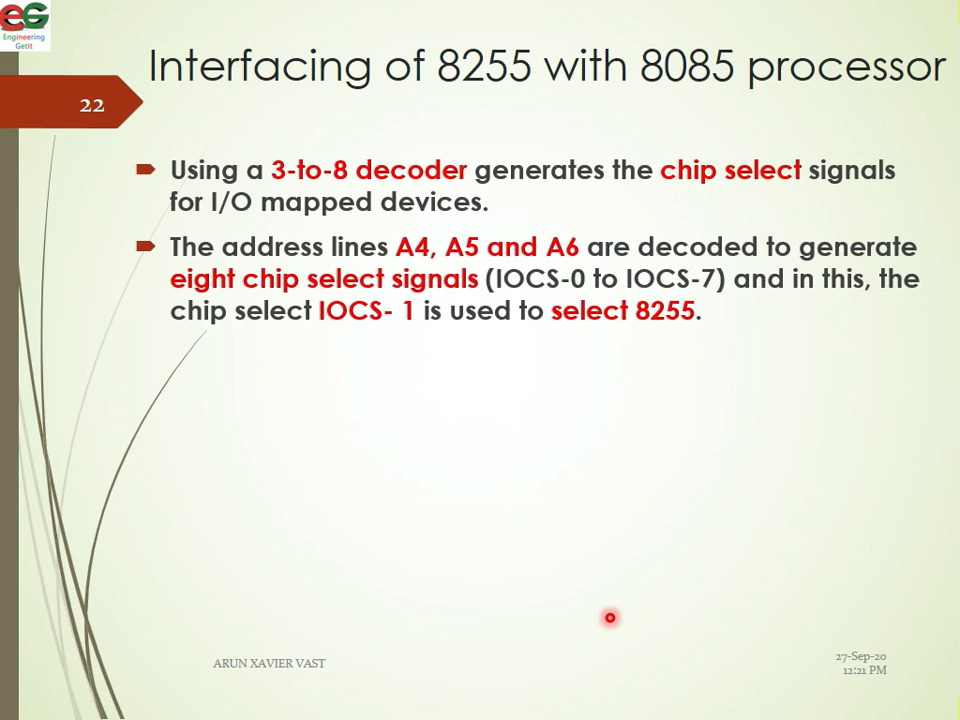 EG
Engineering
Getit
Interfacing of 8255 with 8085 processor
22
Using a 3-to-8 decoder generates the chip select signals
for I/O mapped devices.
The address lines A4, A5 and A6 are decoded to generate
eight chip select signals (IOCS-0 to IOCS-7) and in this, the
chip select IOCS- 1 is used to select 8255.
ARUN XAVIER VAST
27-Sep-20
12:21 PM